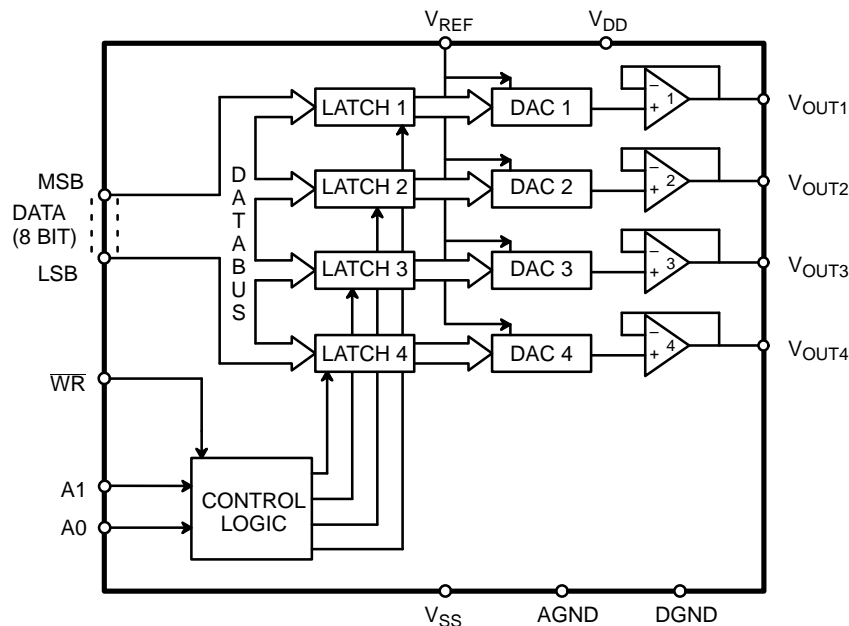 VREF VDD
LATCH 1 DAC 1 − + 1 VOUT1
MSB
DATA
(8 BIT)
LSB
DATABUS
LATCH 2 DAC 2 − + 2 VOUT2
LATCH 3 DAC 3 − + 3 VOUT3
LATCH 4 DAC 4 − + 4 VOUT4
W̅R̅
A1
A0
CONTROL
LOGIC
VSS AGND DGND